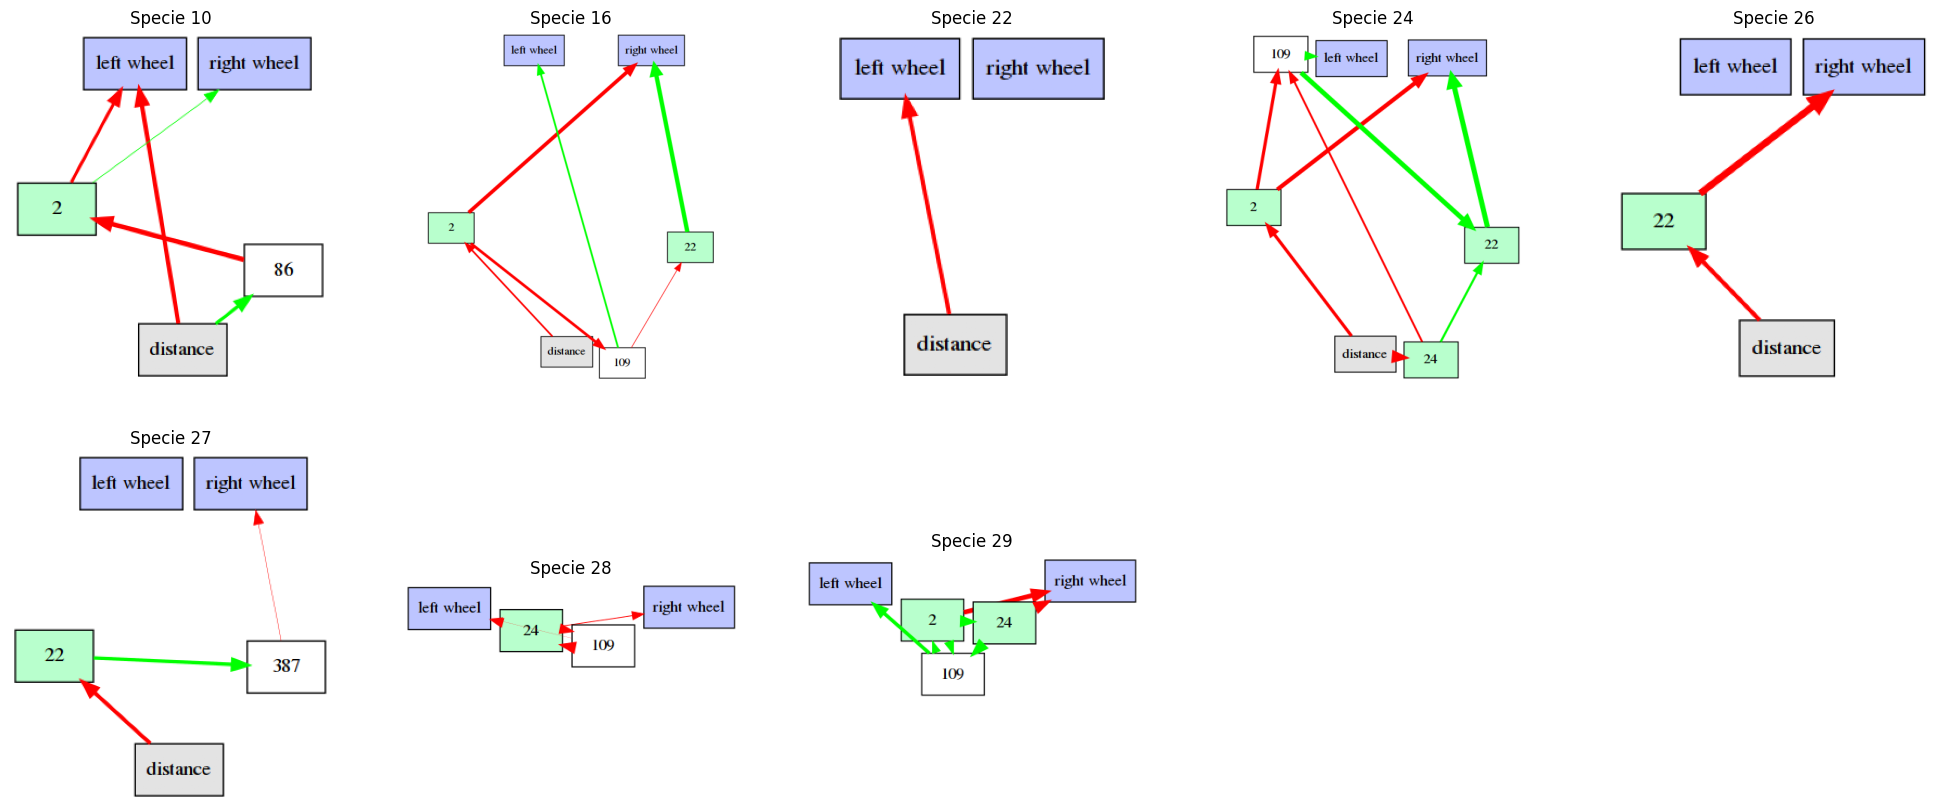 Specie 10
left wheel
right wheel
2
86
distance
Specie 16
left wheel
right wheel
2
22
distance
109
Specie 22
left wheel
right wheel
distance
Specie 24
109
left wheel
right wheel
2
22
distance
24
Specie 26
left wheel
right wheel
22
distance
Specie 27
left wheel
right wheel
22
387
distance
Specie 28
left wheel
right wheel
24
109
Specie 29
left wheel
right wheel
2
24
109